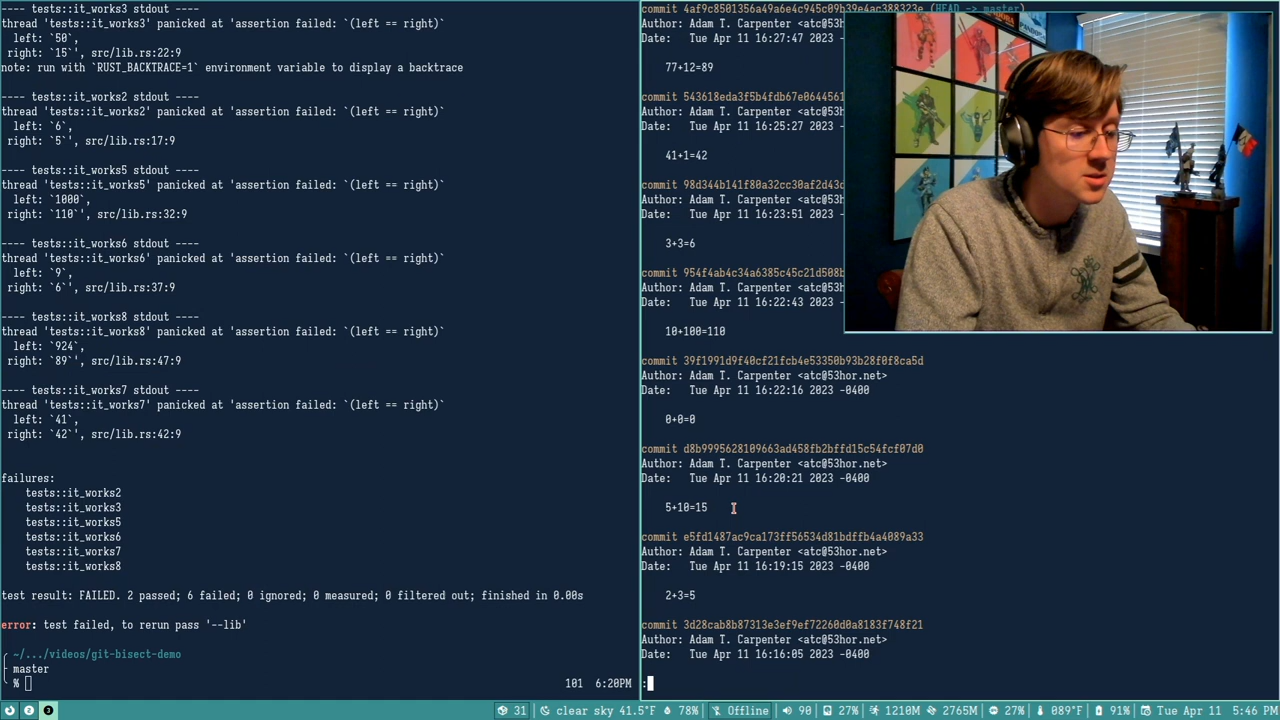 ---- tests::it_works3 stdout ----
thread 'tests::it_works3' panicked at 'assertion failed: `(left == right)`
left: `50`,
right: `15`', src/lib.rs:22:9
note: run with `RUST_BACKTRACE=1` environment variable to display a backtrace
---- tests::it_works2 stdout ----
thread 'tests::it_works2' panicked at 'assertion failed: `(left == right)`
left: `6`,
right: `5`', src/lib.rs:17:9
---- tests::it_works5 stdout ----
thread 'tests::it_works5' panicked at 'assertion failed: `(left == right)`
left: `1000`,
right: `110`', src/lib.rs:32:9
---- tests::it_works6 stdout ----
thread 'tests::it_works6' panicked at 'assertion failed: `(left == right)`
left: `9`,
right: `6`', src/lib.rs:37:9
---- tests::it_works8 stdout ----
thread 'tests::it_works8' panicked at 'assertion failed: `(left == right)`
left: `924`,
right: `89`', src/lib.rs:47:9
---- tests::it_works7 stdout ----
thread 'tests::it_works7' panicked at 'assertion failed: `(left == right)`
left: `41`,
right: `42`', src/lib.rs:42:9
failures:
tests::it_works2
tests::it_works3
tests::it_works5
tests::it_works6
tests::it_works7
tests::it_works8
test result: FAILED. 2 passed; 6 failed; 0 ignored; 0 measured; 0 filtered out; finished in 0.00s
error: test failed, to rerun pass '--lib'
~/.../videos/git-bisect-demo
master
% 101 6:20PM
commit 4af9c8501356a49a6e4c945c09b39e4ac388323e (HEAD -> master)
Author: Adam T. Carpenter <atc@53h
Date: Tue Apr 11 16:27:47 2023 -
77+12=89
commit 543618eda3f5b4fdb67e0644561
Author: Adam T. Carpenter <atc@53h
Date: Tue Apr 11 16:25:27 2023 -
41+1=42
commit 98d344b141f80a32cc30af2d43c
Author: Adam T. Carpenter <atc@53h
Date: Tue Apr 11 16:23:51 2023 -
3+3=6
commit 954f4ab4c34a6385c45c21d508b
Author: Adam T. Carpenter <atc@53h
Date: Tue Apr 11 16:22:43 2023 -
10+100=110
commit 39f1991d9f40cf21fcb4e53350b93b28f0f8ca5d
Author: Adam T. Carpenter <atc@53hor.net>
Date: Tue Apr 11 16:22:16 2023 -0400
0+0=0
commit d8b9995628109663ad458fb2bffd15c54fcf07d0
Author: Adam T. Carpenter <atc@53hor.net>
Date: Tue Apr 11 16:20:21 2023 -0400
5+10=15
commit e5fd1487ac9ca173ff56534d81bdffb4a4089a33
Author: Adam T. Carpenter <atc@53hor.net>
Date: Tue Apr 11 16:19:15 2023 -0400
2+3=5
commit 3d28cab8b87313e3ef9ef72260d0a8183f748f21
Author: Adam T. Carpenter <atc@53hor.net>
Date: Tue Apr 11 16:16:05 2023 -0400
:
2 3 31 clear sky 41.5°F 78% Offline 90 27% 1210M 2765M 27% 089°F 91% Tue Apr 11 5:46 PM